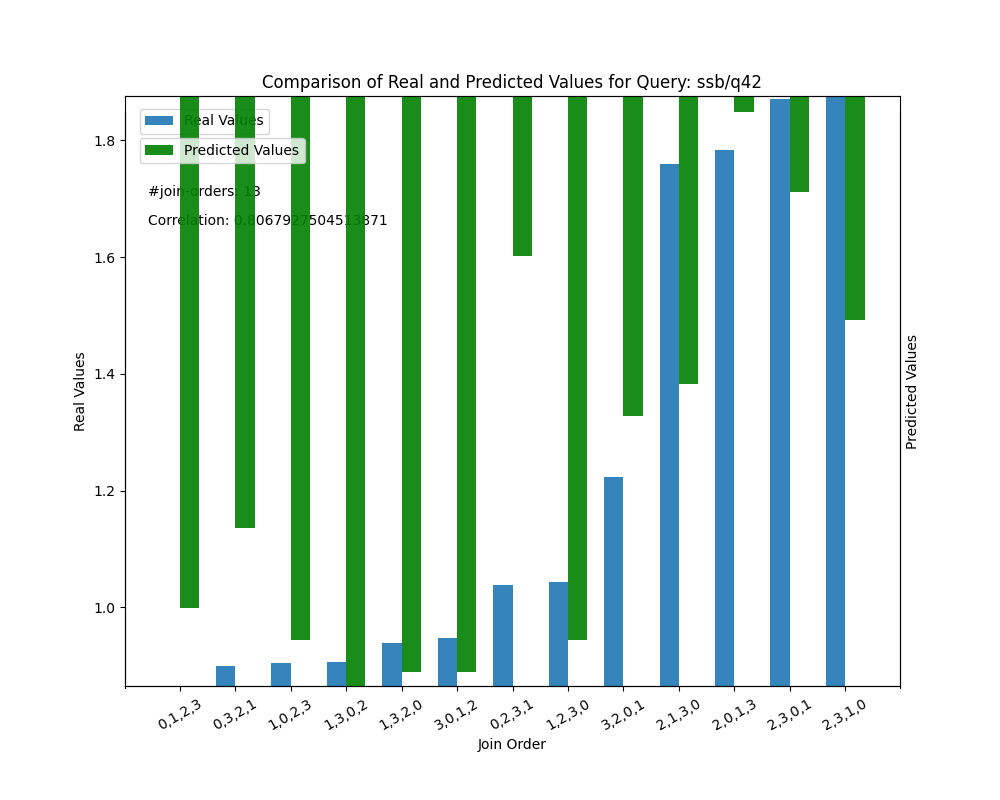 Comparison of Real and Predicted Values for Query: ssb/q42
Real Values
Predicted Values
#join-orders: 13
Correlation: 0.8067927504513871
1.8
1.6
1.4
1.2
1.0
Real Values
Predicted Values
0,1,2,3
0,3,2,1
1,0,2,3
1,3,0,2
1,3,2,0
3,0,1,2
0,2,3,1
1,2,3,0
3,2,0,1
2,1,3,0
2,0,1,3
2,3,0,1
2,3,1,0
Join Order